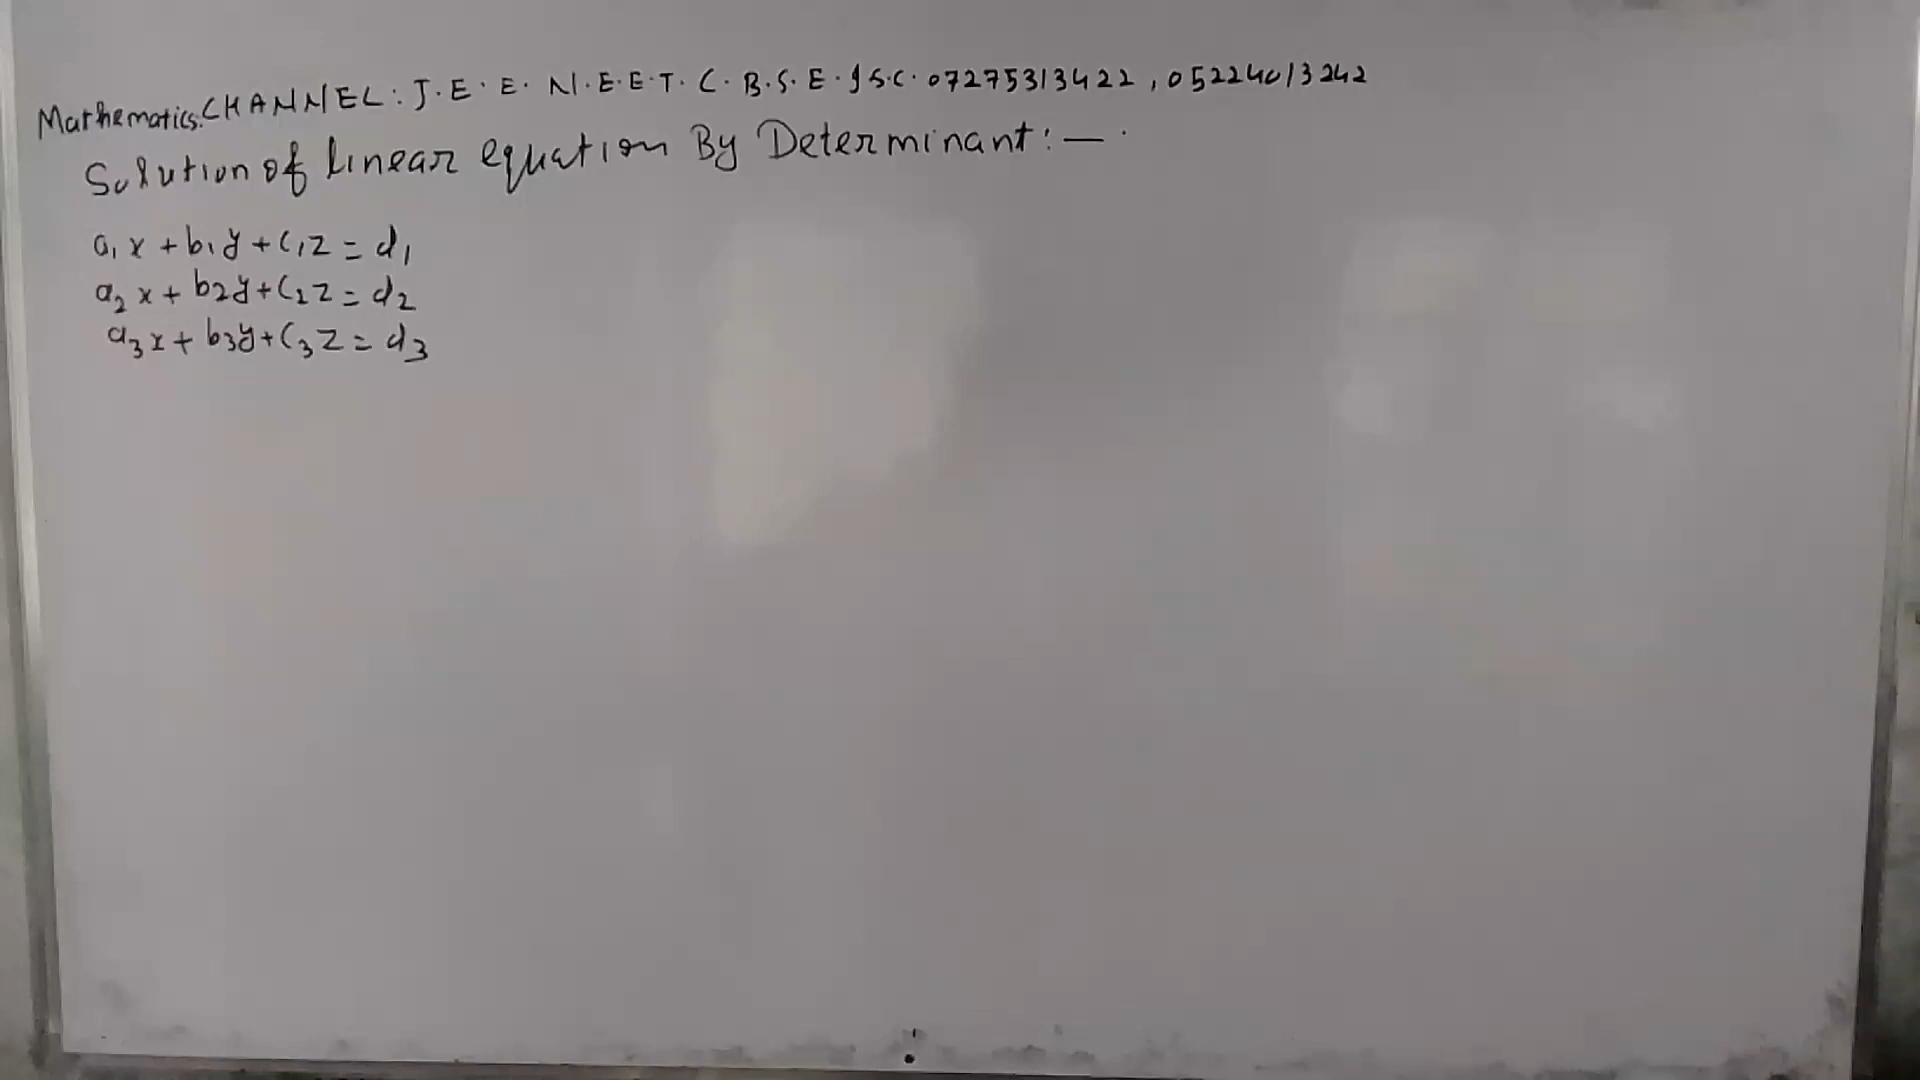 Mathematics. CHANNEL: J.E.E. N.E.E.T. C.B.S.E. I S.C. 07275313422, 05224013242
Solution of linear equation By Determinant:—.
a₁x + b₁y + c₁z = d₁
a₂x + b₂y + c₂z = d₂
a₃x + b₃y + c₃z = d₃